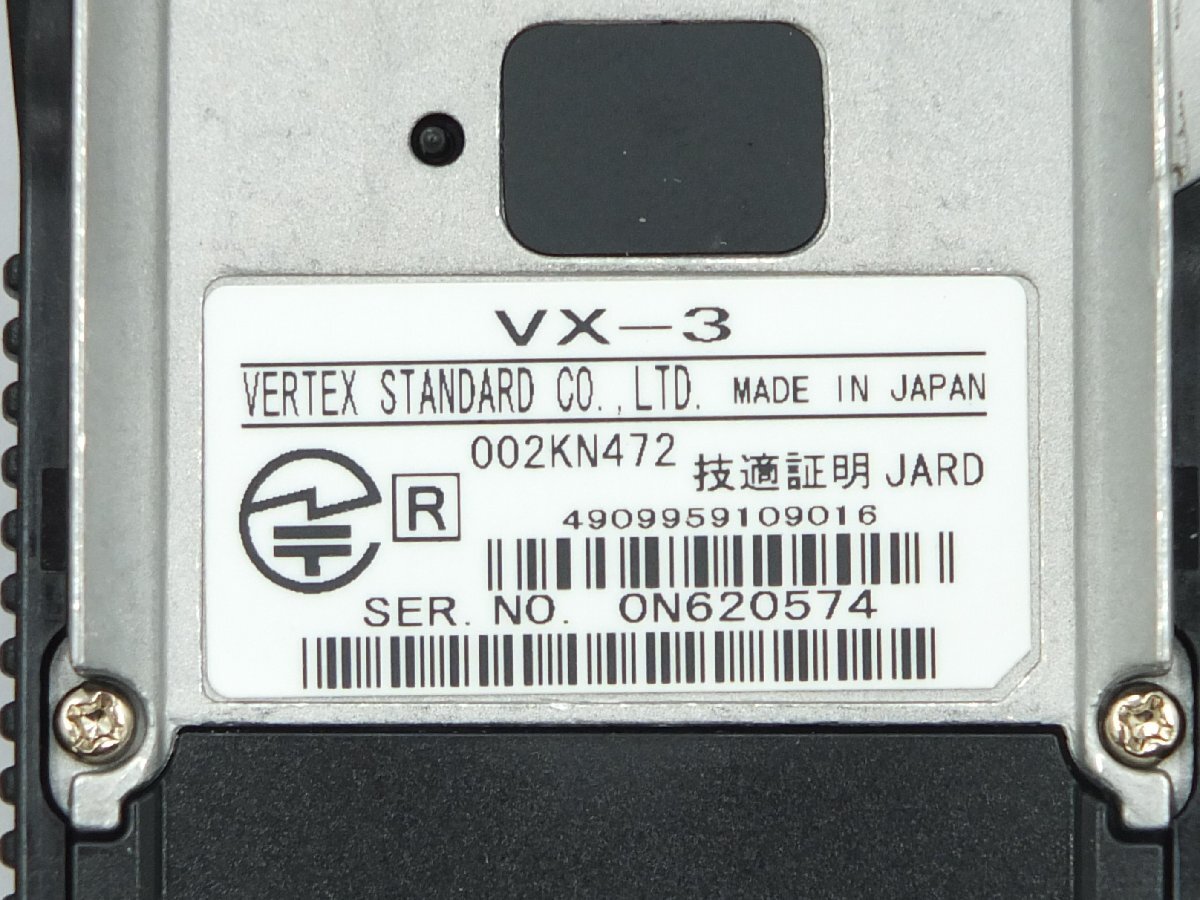 VX-3
VERTEX STANDARD CO.,LTD. MADE IN JAPAN
002KN472 技適証明 JARD
R
4909959109016
SER. NO. 0N620574